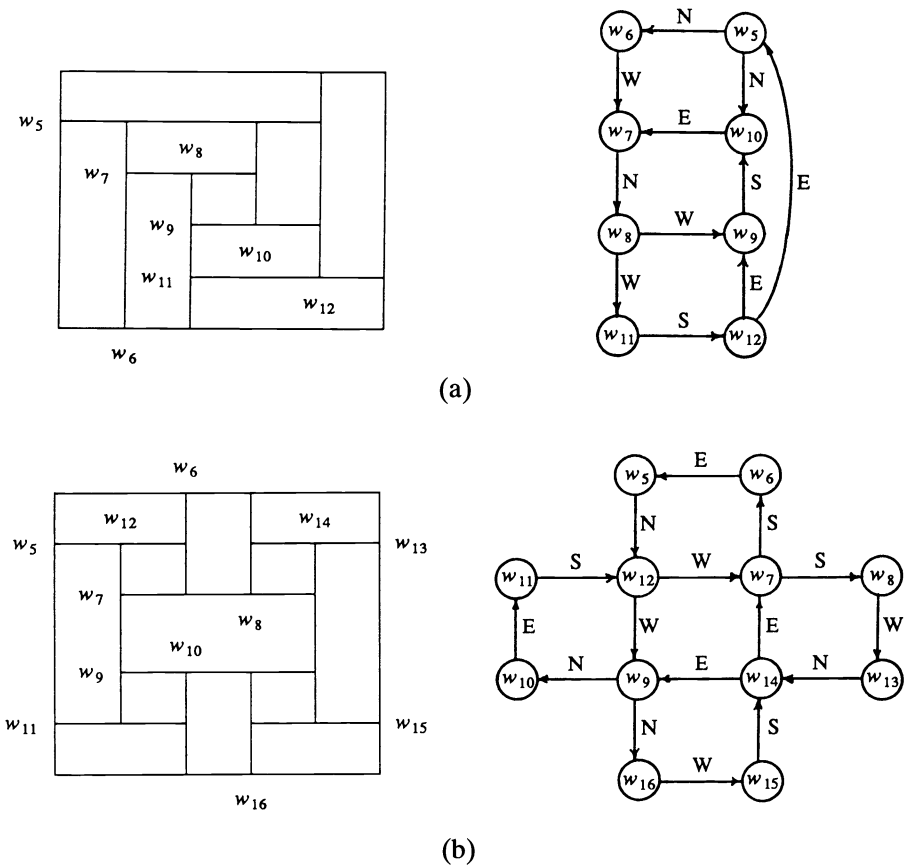 N
w6 w5
W N
w5
w8 E
w7 w7 w10
N S E
w9
W
w10 w8 w9
w11 W E
w12 S
w11 w12
w6
(a)
w6
E
w5 w6
w12 w14 N S
w5 w13
S W S
w11 w12 w7 w8
w7
w8 E W E W
w10
w9 N E N
w10 w9 w14 w13
w11 w15
N S
W
w16 w15
w16
(b)